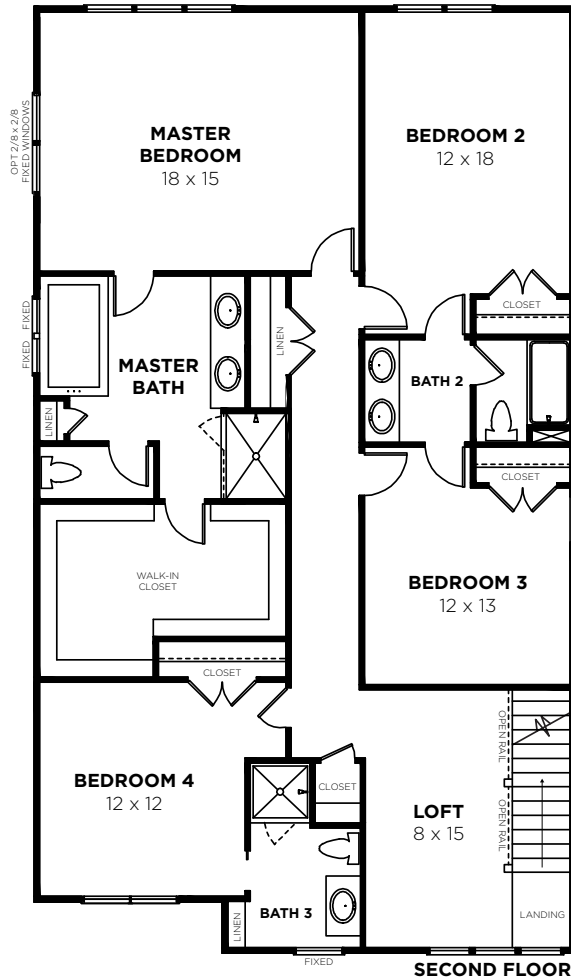 MASTER
BEDROOM
18 x 15
BEDROOM 2
12 x 18
OPT 2/8 x 2/8
FIXED WINDOWS
CLOSET
FIXED FIXED
LINEN
MASTER
BATH
BATH 2
LINEN
CLOSET
WALK-IN
CLOSET
BEDROOM 3
12 x 13
CLOSET
OPEN RAIL
BEDROOM 4
12 x 12
CLOSET
LOFT
8 x 15
OPEN RAIL
LINEN
BATH 3
LANDING
FIXED
SECOND FLOOR